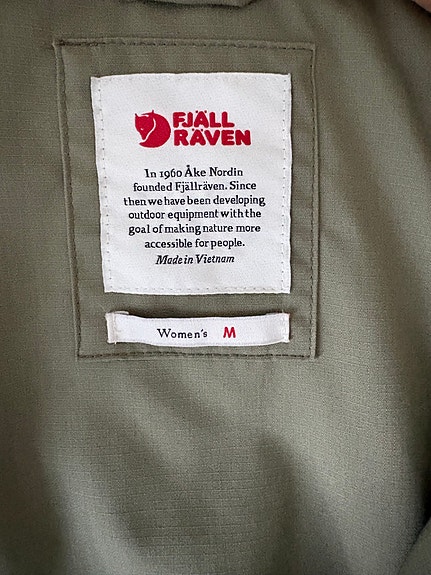 FJÄLL
RÄVEN
In 1960 Åke Nordin
founded Fjällräven. Since
then we have been developing
outdoor equipment with the
goal of making nature more
accessible for people.
Made in Vietnam
Women's M